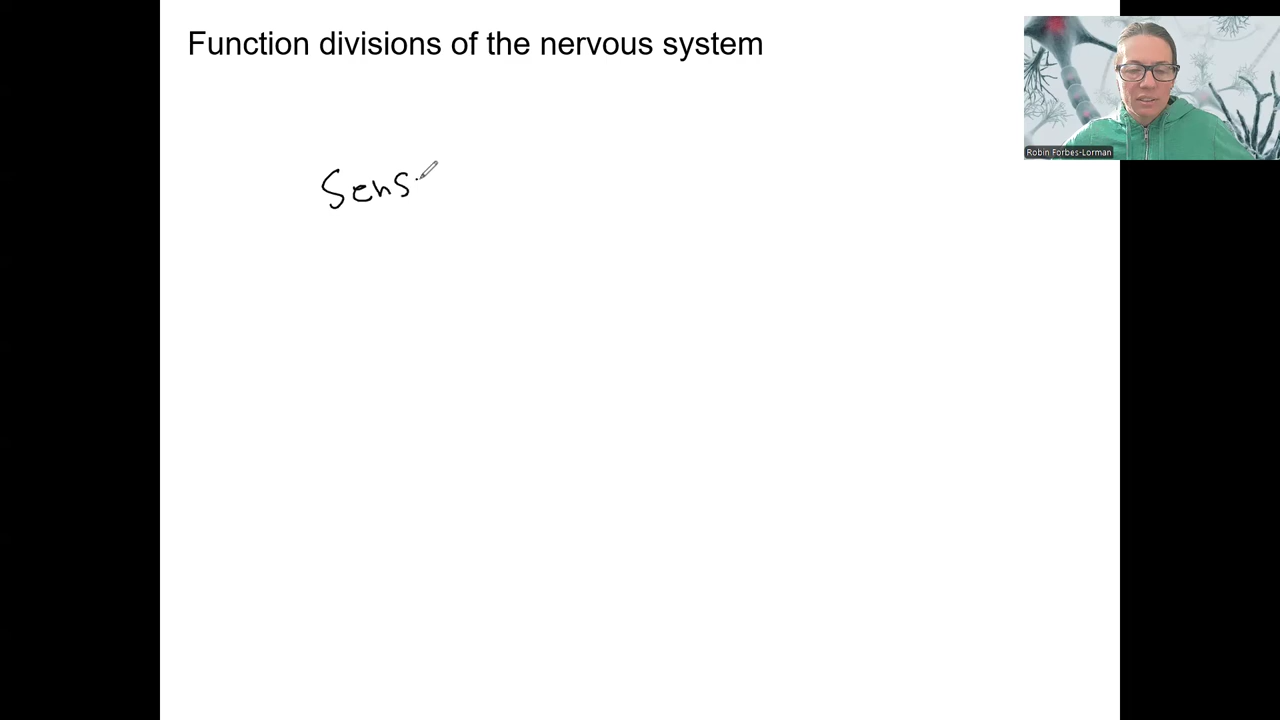 Function divisions of the nervous system
Sens
Robin Forbes-Lorman